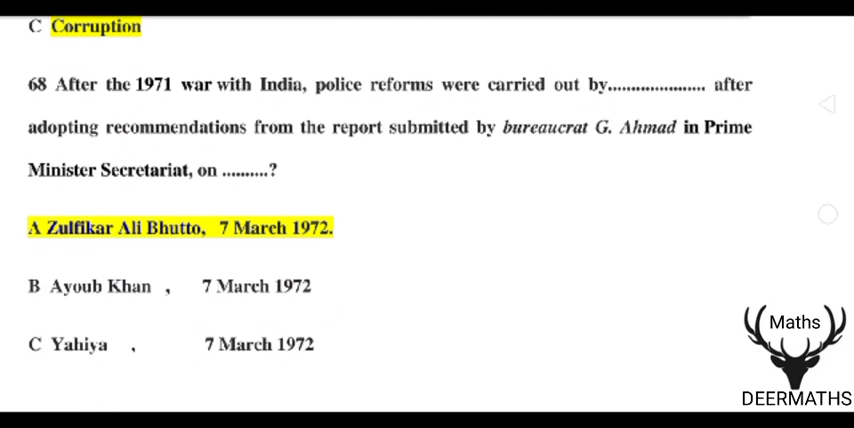 C Corruption
68 After the 1971 war with India, police reforms were carried out by..................... after
adopting recommendations from the report submitted by bureaucrat G. Ahmad in Prime
Minister Secretariat, on ..........?
A Zulfikar Ali Bhutto, 7 March 1972.
B Ayoub Khan , 7 March 1972
C Yahiya , 7 March 1972
Maths
DEERMATHS